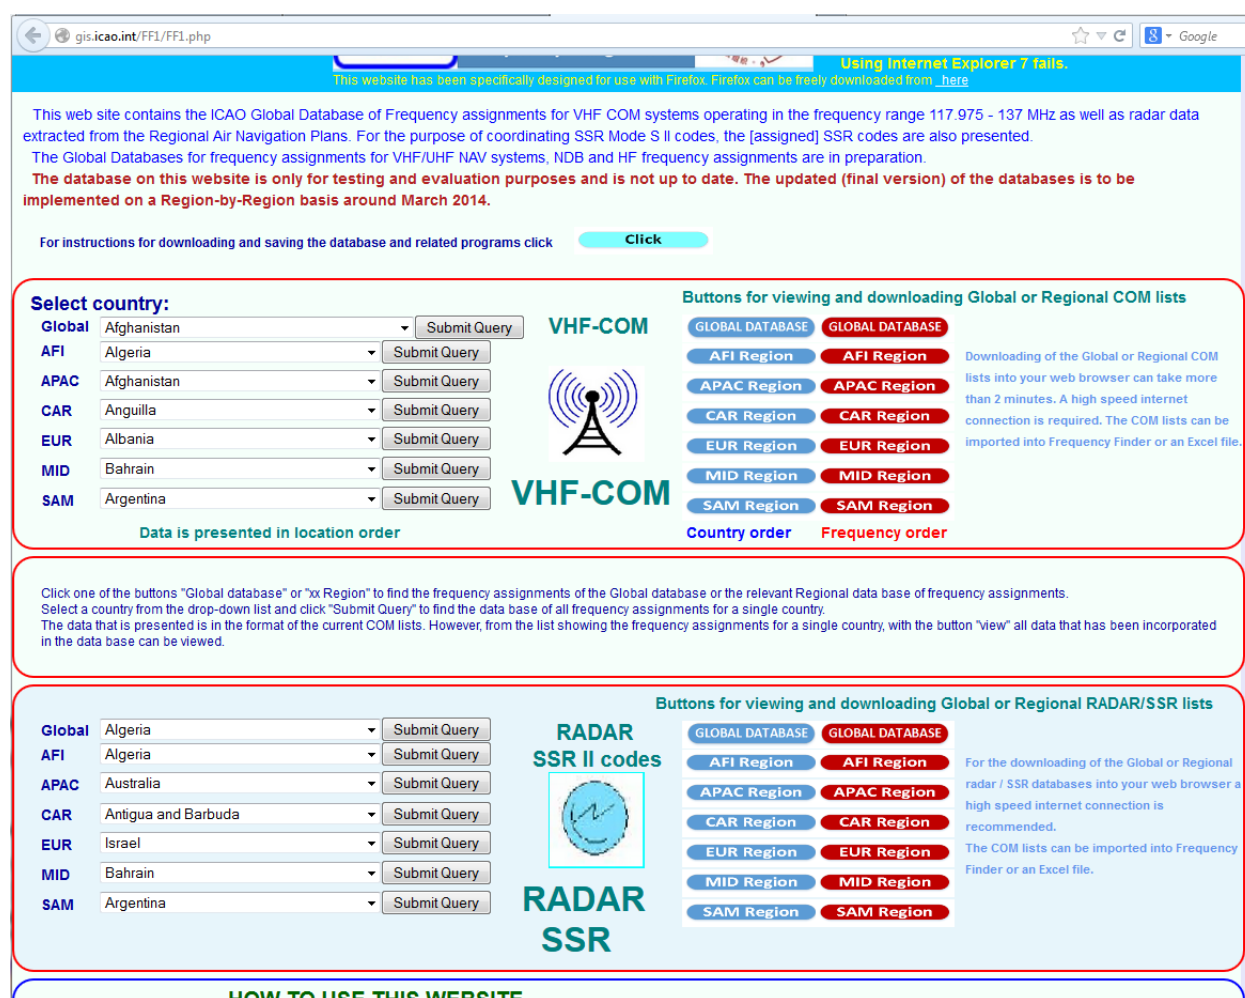 gis.icao.int/FF1/FF1.php
Google
Using Internet Explorer 7 fails.
This website has been specifically designed for use with Firefox. Firefox can be freely downloaded from here
This web site contains the ICAO Global Database of Frequency assignments for VHF COM systems operating in the frequency range 117.975 - 137 MHz as well as radar data
extracted from the Regional Air Navigation Plans. For the purpose of coordinating SSR Mode S II codes, the [assigned] SSR codes are also presented.
The Global Databases for frequency assignments for VHF/UHF NAV systems, NDB and HF frequency assignments are in preparation.
The database on this website is only for testing and evaluation purposes and is not up to date. The updated (final version) of the databases is to be
implemented on a Region-by-Region basis around March 2014.
For instructions for downloading and saving the database and related programs click
Click
Select country:
Buttons for viewing and downloading Global or Regional COM lists
Global Afghanistan Submit Query VHF-COM GLOBAL DATABASE GLOBAL DATABASE
AFI Algeria Submit Query AFI Region AFI Region Downloading of the Global or Regional COM
APAC Afghanistan Submit Query APAC Region APAC Region lists into your web browser can take more
than 2 minutes. A high speed internet
CAR Anguilla Submit Query CAR Region CAR Region connection is required. The COM lists can be
EUR Albania Submit Query EUR Region EUR Region imported into Frequency Finder or an Excel file.
MID Bahrain Submit Query MID Region MID Region
SAM Argentina Submit Query VHF-COM SAM Region SAM Region
Data is presented in location order Country order Frequency order
Click one of the buttons "Global database" or "xx Region" to find the frequency assignments of the Global database or the relevant Regional data base of frequency assignments.
Select a country from the drop-down list and click "Submit Query" to find the data base of all frequency assignments for a single country.
The data that is presented is in the format of the current COM lists. However, from the list showing the frequency assignments for a single country, with the button "view" all data that has been incorporated
in the data base can be viewed.
Buttons for viewing and downloading Global or Regional RADAR/SSR lists
Global Algeria Submit Query RADAR GLOBAL DATABASE GLOBAL DATABASE
AFI Algeria Submit Query SSR II codes AFI Region AFI Region For the downloading of the Global or Regional
APAC Australia Submit Query APAC Region APAC Region radar / SSR databases into your web browser a
high speed internet connection is
CAR Antigua and Barbuda Submit Query CAR Region CAR Region recommended.
EUR Israel Submit Query EUR Region EUR Region The COM lists can be imported into Frequency
MID Bahrain Submit Query MID Region MID Region Finder or an Excel file.
SAM Argentina Submit Query RADAR SAM Region SAM Region
SSR
HOW TO USE THIS WEBSITE